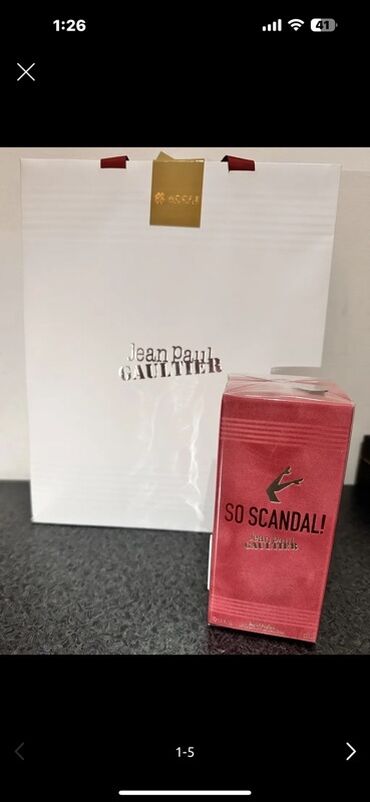 1:26
41
Jean Paul
GAULTIER
SO SCANDAL!
Jean Paul
GAULTIER
1-5